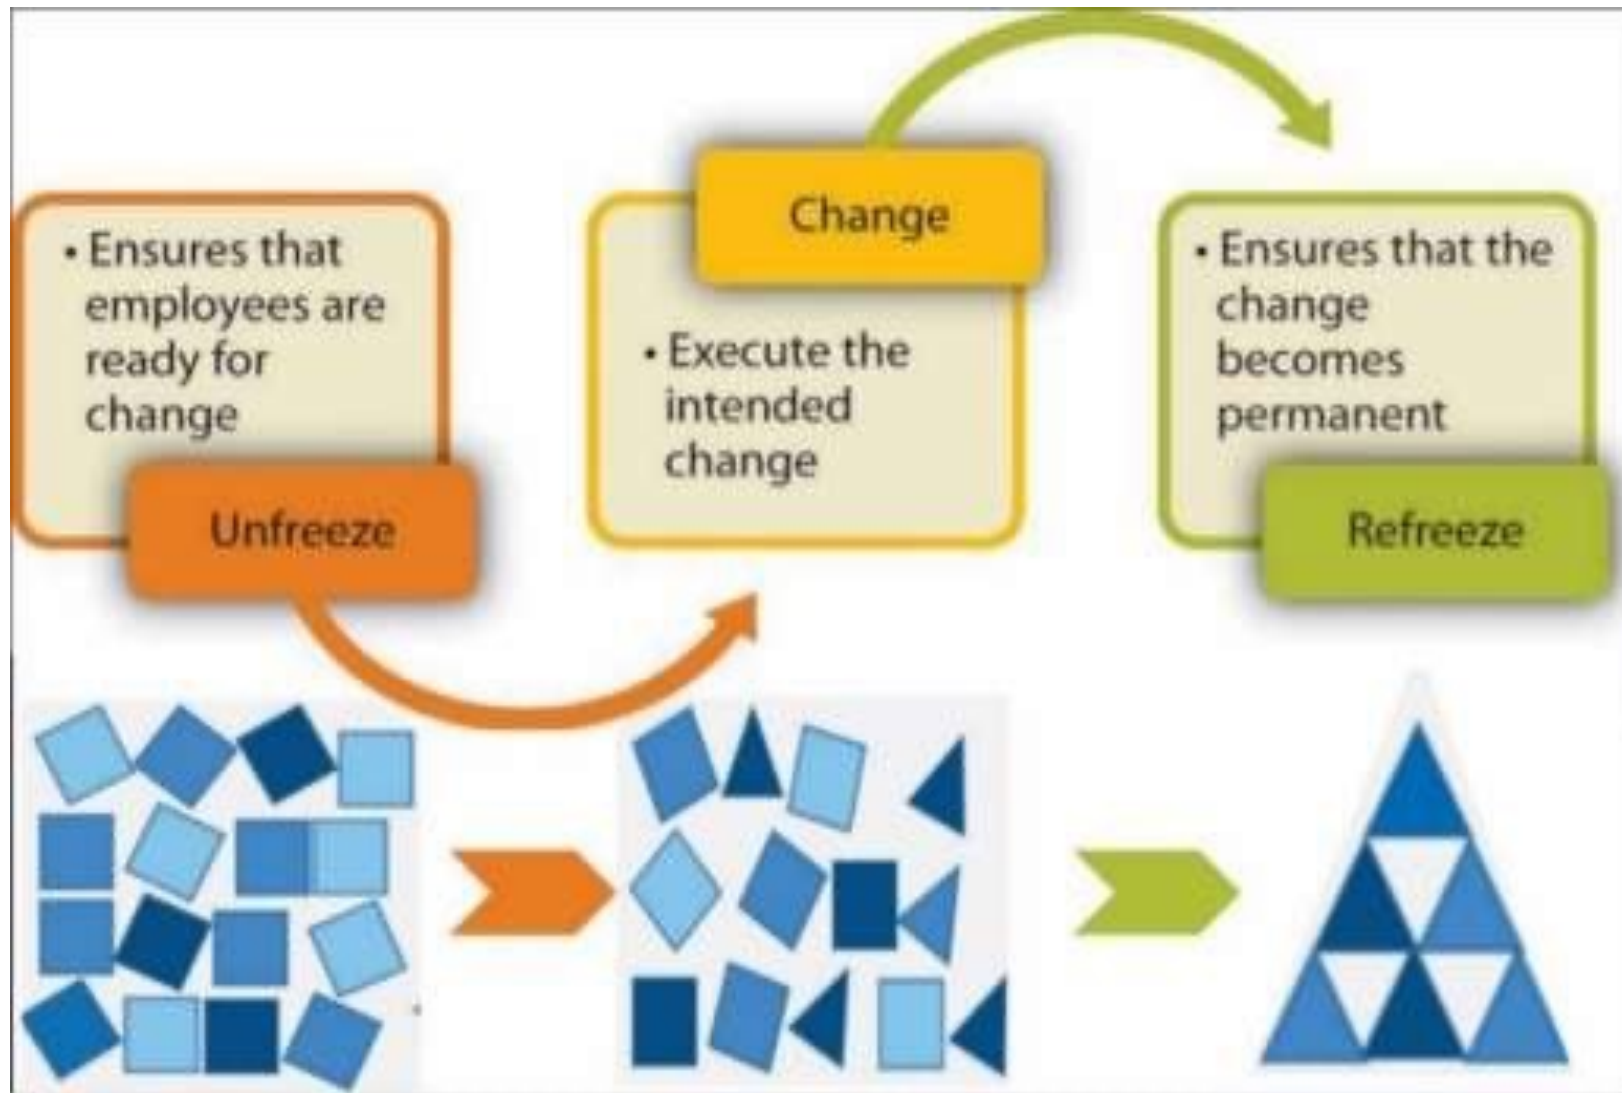 • Ensures that
employees are
ready for
change
Unfreeze
Change
• Execute the
intended
change
• Ensures that the
change
becomes
permanent
Refreeze